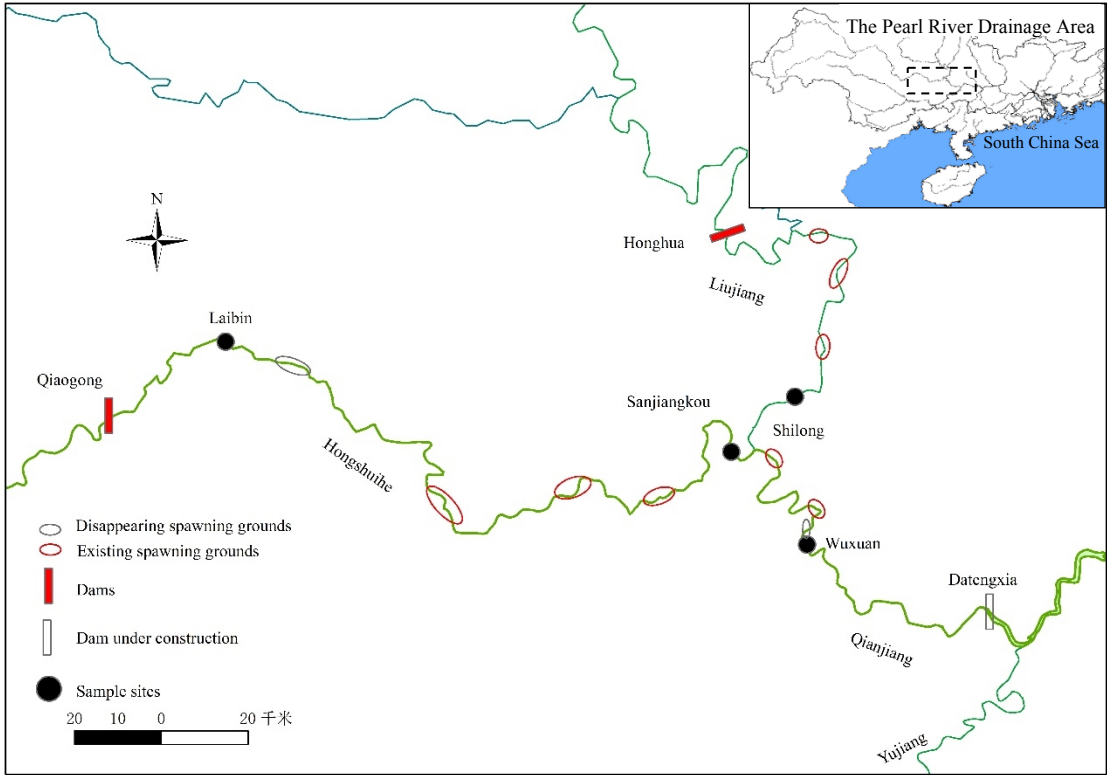 The Pearl River Drainage Area
South China Sea
N
Honghua
Liujiang
Laibin
Qiaogong
Sanjiangkou
Shilong
Hongshuihe
Wuxuan
Datengxia
Qianjiang
Yujiang
Disappearing spawning grounds
Existing spawning grounds
Dams
Dam under construction
Sample sites
20 10 0 20 千米